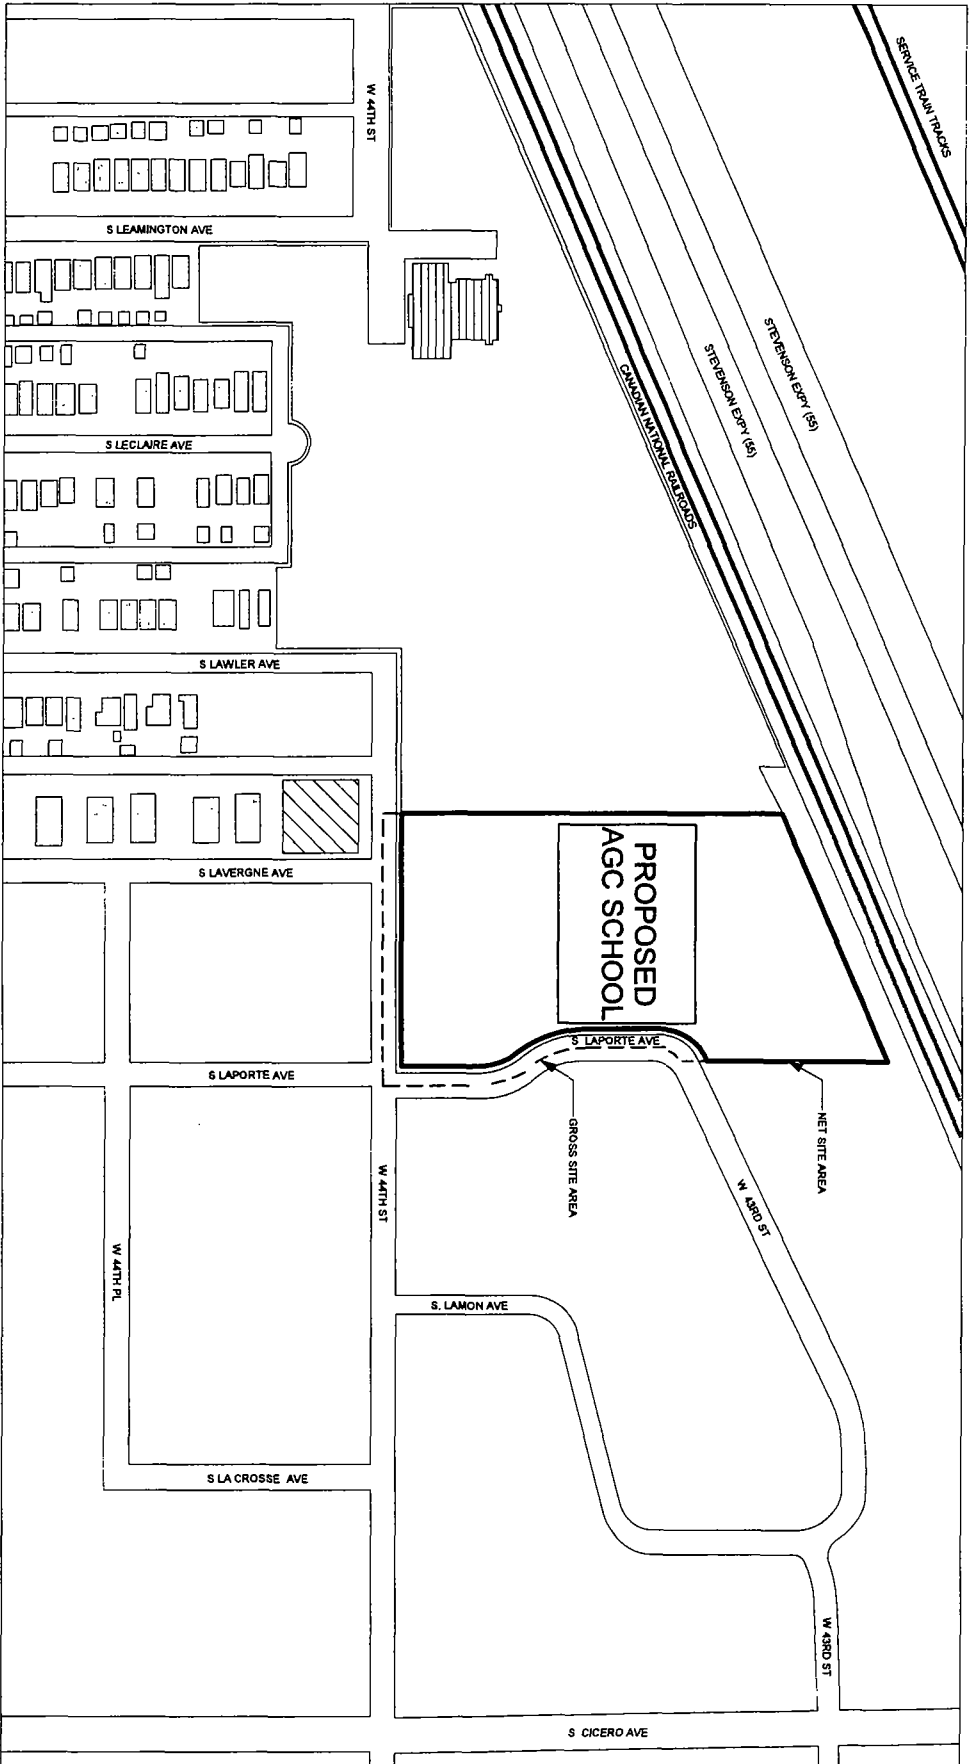 SERVICE TRAIN TRACKS
W 44TH ST
S LEAMINGTON AVE
STEVENSON EXPY (55)
STEVENSON EXPY (55)
CANADIAN NATIONAL RAILROADS
S LECLAIRE AVE
S LAWLER AVE
S LAVERGNE AVE
PROPOSED
AGC SCHOOL
S LAPORTE AVE
S LAPORTE AVE
NET SITE AREA
GROSS SITE AREA
W 44TH ST
W 43RD ST
W 44TH PL
S. LAMON AVE
S LA CROSSE AVE
W 43RD ST
S CICERO AVE